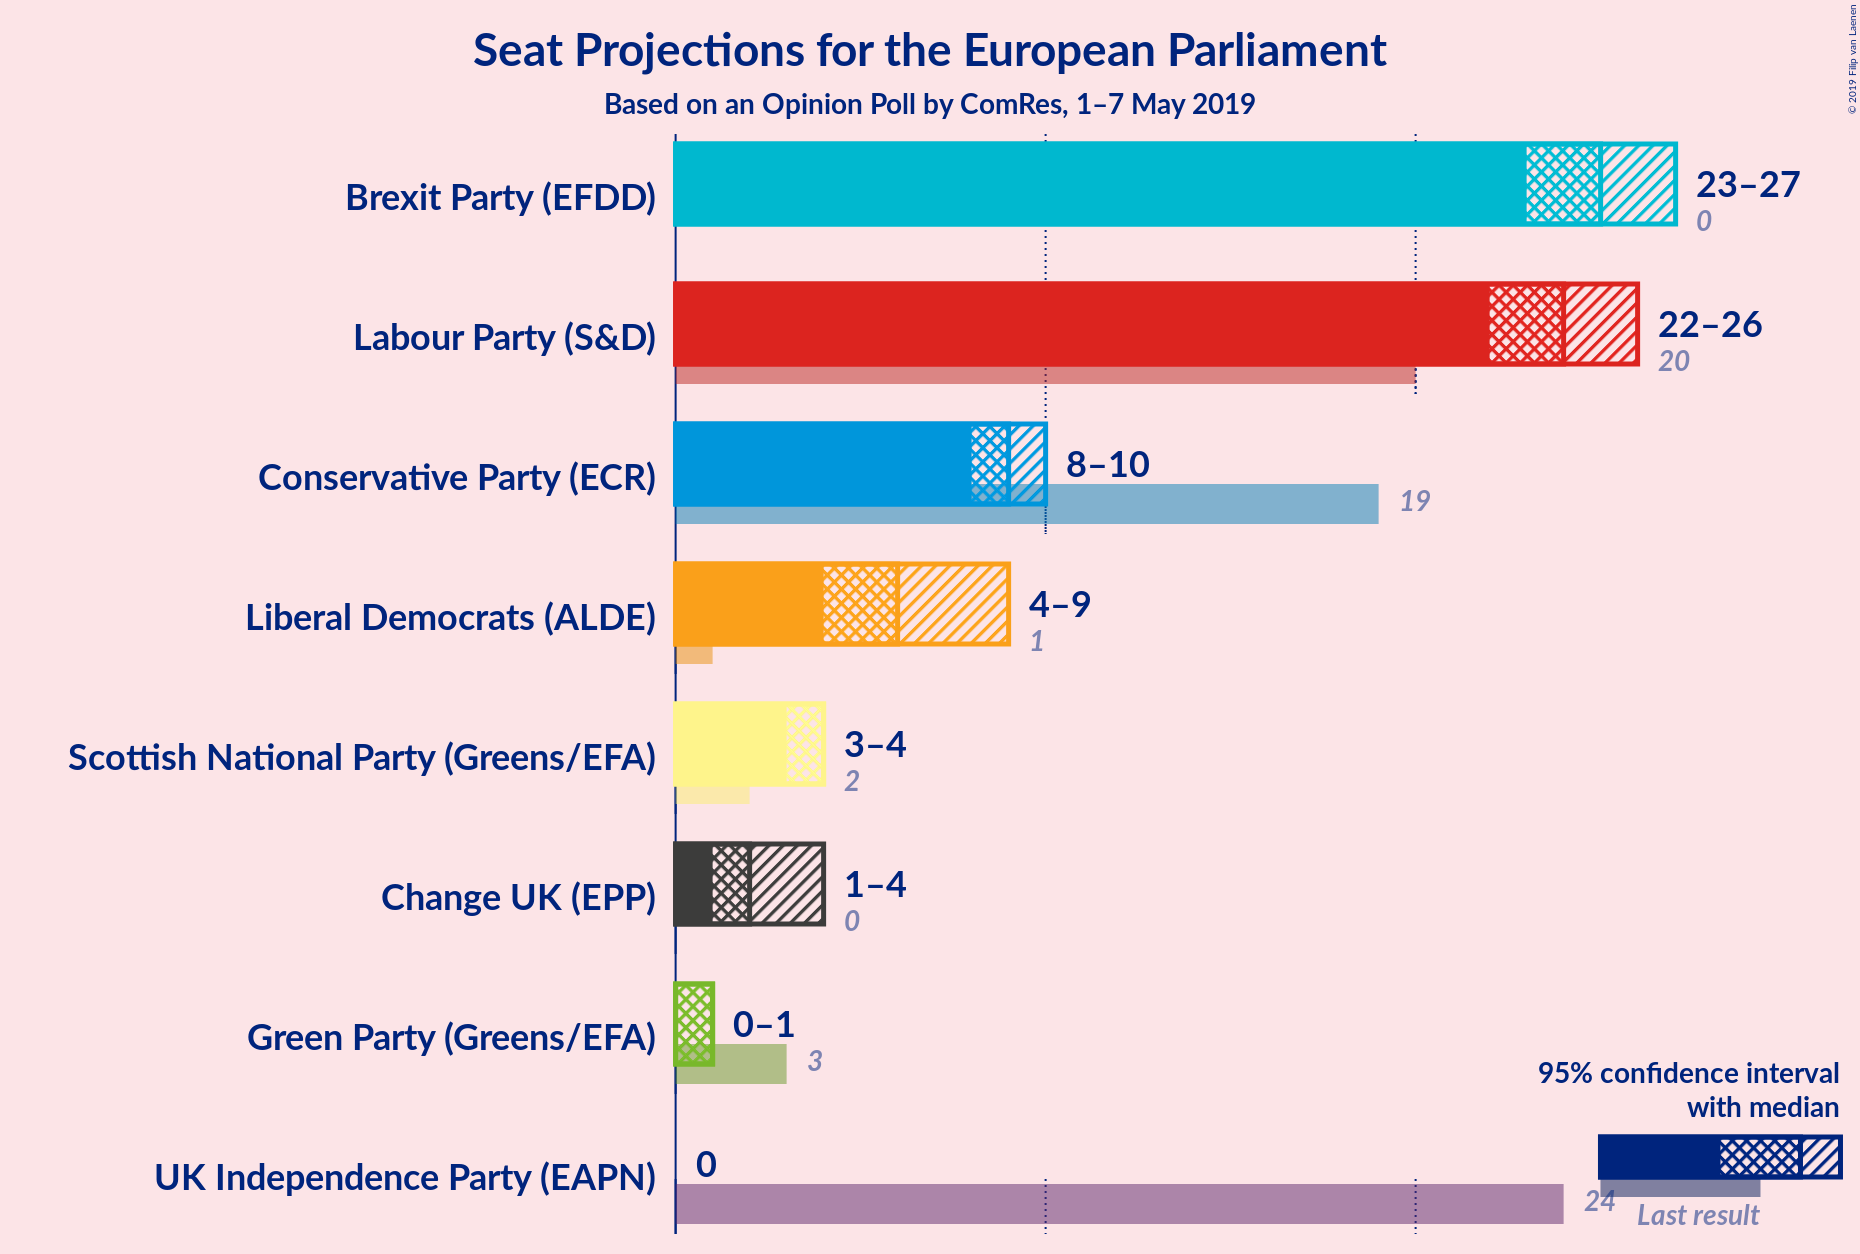 Seat Projections for the European Parliament
Based on an Opinion Poll by ComRes, 1–7 May 2019
© 2019 Filip van Laenen
Brexit Party (EFDD)
23–27
0
Labour Party (S&D)
22–26
20
Conservative Party (ECR)
8–10
19
Liberal Democrats (ALDE)
4–9
1
Scottish National Party (Greens/EFA)
3–4
2
Change UK (EPP)
1–4
0
Green Party (Greens/EFA)
0–1
3
UK Independence Party (EAPN)
0
24
95% confidence interval
with median
Last result